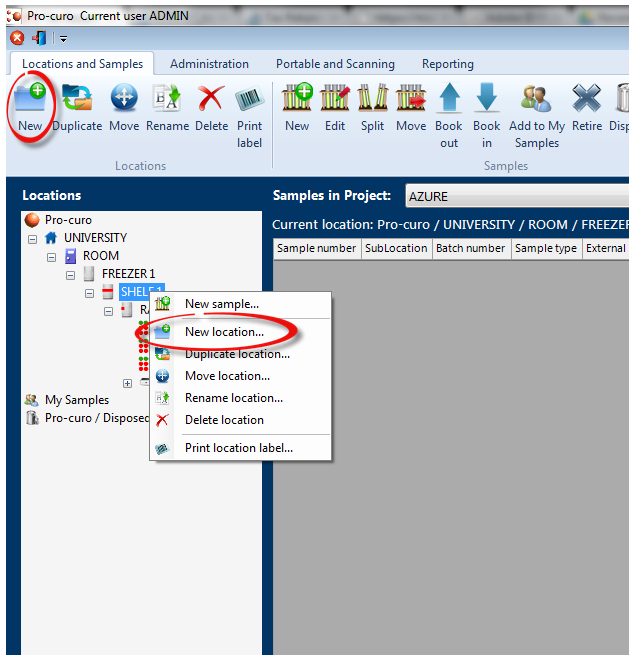 Pro-curo Current user ADMIN
Locations and Samples Administration Portable and Scanning Reporting
New Duplicate Move Rename Delete Print label New Edit Split Move Book out Book in Add to My Samples Retire
Locations Samples
Locations Samples in Project: AZURE
Current location: Pro-curo / UNIVERSITY / ROOM / FREEZER
Sample number SubLocation Batch number Sample type External
Pro-curo
UNIVERSITY
ROOM
FREEZER 1
SHELF 1
New sample...
New location...
Duplicate location...
Move location...
Rename location...
Delete location
Print location label...
My Samples
Pro-curo / Disposed